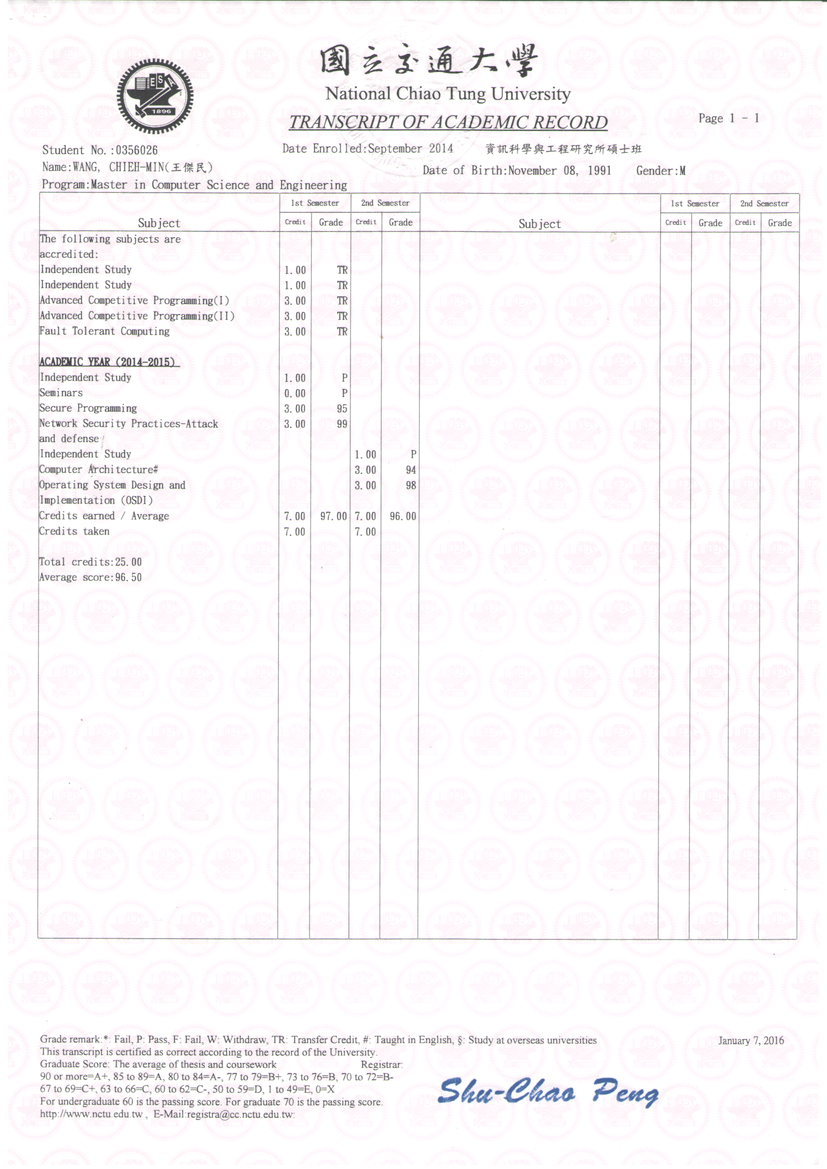 國立交通大學
National Chiao Tung University
TRANSCRIPT OF ACADEMIC RECORD
Page 1 - 1
1896
Student No.:0356026
Date Enrolled:September 2014
資訊科學與工程研究所碩士班
Name:WANG, CHIEH-MIN(王傑民)
Date of Birth:November 08, 1991
Gender:M
Program:Master in Computer Science and Engineering
Subject 1st Semester 2nd Semester Subject 1st Semester 2nd Semester
Credit Grade Credit Grade Credit Grade Credit Grade
The following subjects are
accredited:
Independent Study 1.00 TR
Independent Study 1.00 TR
Advanced Competitive Programming(I) 3.00 TR
Advanced Competitive Programming(II) 3.00 TR
Fault Tolerant Computing 3.00 TR
ACADEMIC YEAR (2014-2015)
Independent Study 1.00 P
Seminars 0.00 P
Secure Programming 3.00 95
Network Security Practices-Attack 3.00 99
and defense
Independent Study 1.00 P
Computer Architecture# 3.00 94
Operating System Design and 3.00 98
Implementation (OSDI)
Credits earned / Average 7.00 97.00 7.00 96.00
Credits taken 7.00 7.00
Total credits:25.00
Average score:96.50
Grade remark:*: Fail, P: Pass, F: Fail, W: Withdraw, TR: Transfer Credit, #: Taught in English, §: Study at overseas universities
January 7, 2016
This transcript is certified as correct according to the record of the University.
Graduate Score: The average of thesis and coursework
Registrar:
90 or more=A+, 85 to 89=A, 80 to 84=A-, 77 to 79=B+, 73 to 76=B, 70 to 72=B-
67 to 69=C+, 63 to 66=C, 60 to 62=C-, 50 to 59=D, 1 to 49=E, 0=X
Shu-Chao Peng
For undergraduate 60 is the passing score. For graduate 70 is the passing score.
http://www.nctu.edu.tw , E-Mail:registra@cc.nctu.edu.tw